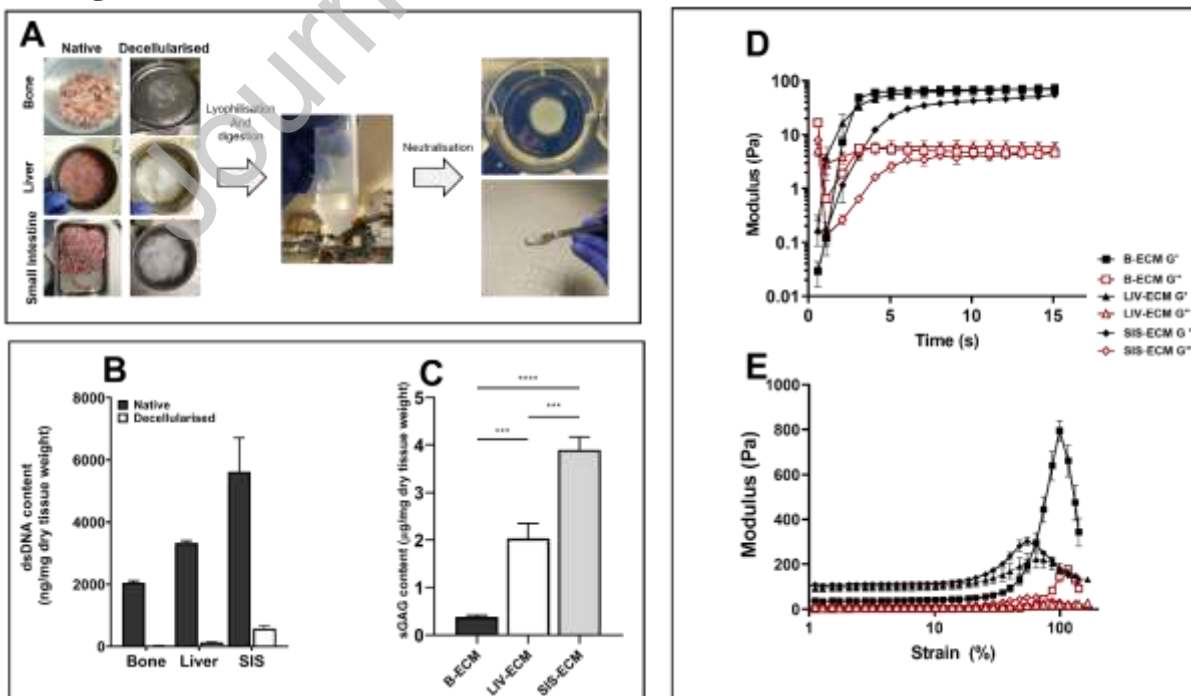 Journ
A
Native Decellularised
Bone
Liver
Small Intestine
Lyophilisation
And
digestion
Neutralisation
B
8000
6000
4000
2000
0
dsDNA content
(ng/mg dry tissue weight)
Native
Decellularised
Bone Liver SIS
C
5
4
3
2
1
0
sGAG content (µg/mg dry tissue weight)
****
***
***
B-ECM
LIV-ECM
SIS-ECM
D
100
10
1
0.1
0.01
Modulus (Pa)
0 5 10 15
Time (s)
B-ECM G'
B-ECM G"
LIV-ECM G'
LIV-ECM G"
SIS-ECM G '
SIS-ECM G"
E
1000
800
600
400
200
0
Modulus (Pa)
1 10 100
Strain (%)